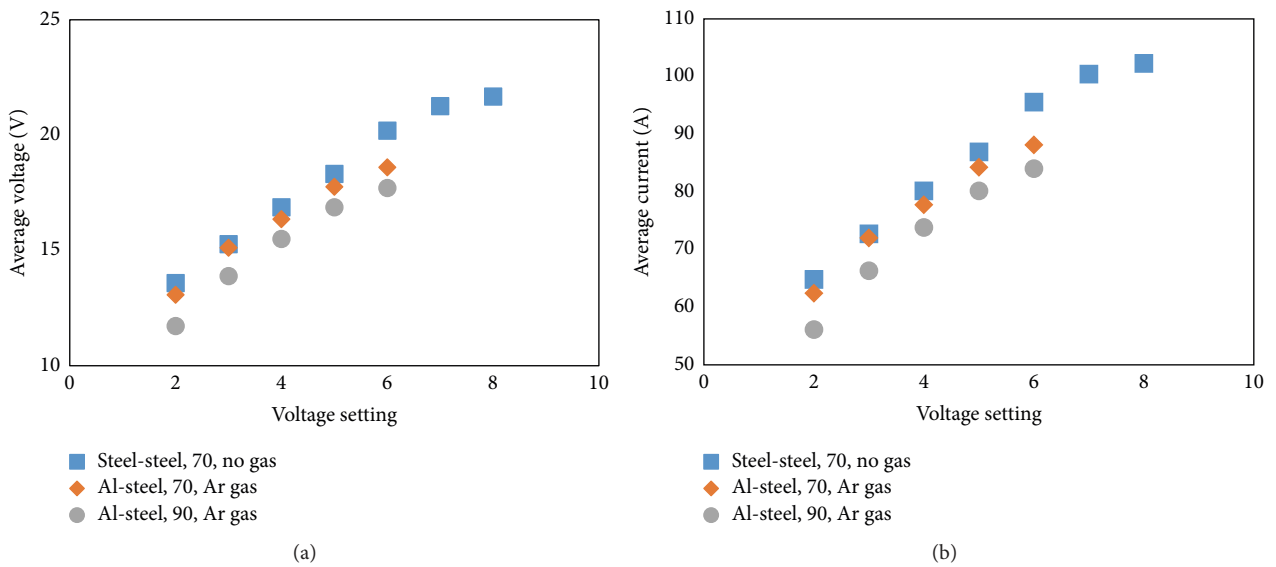 25
20
15
10
0
2
4
6
8
10
Average voltage (V)
Voltage setting
Steel-steel, 70, no gas
Al-steel, 70, Ar gas
Al-steel, 90, Ar gas
(a)
110
100
90
80
70
60
50
0
2
4
6
8
10
Average current (A)
Voltage setting
Steel-steel, 70, no gas
Al-steel, 70, Ar gas
Al-steel, 90, Ar gas
(b)